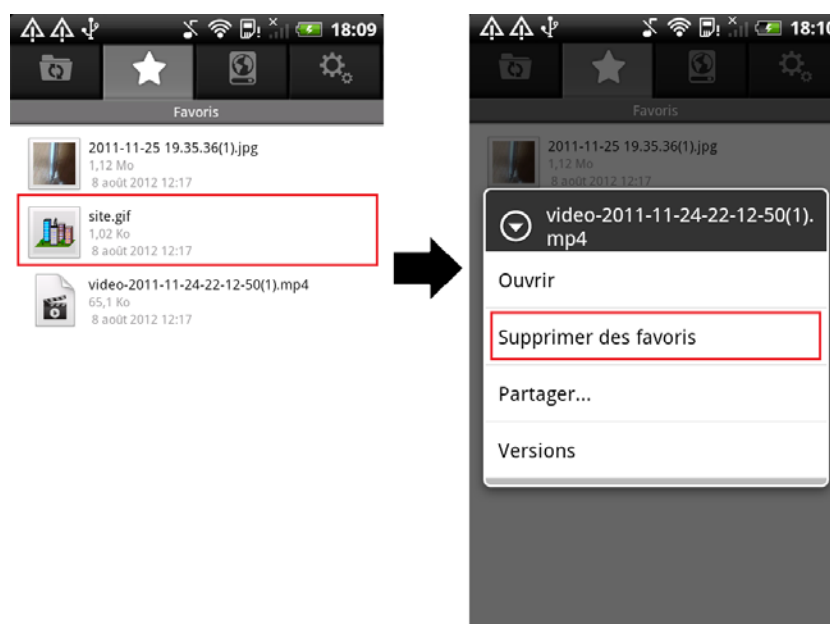 18:09
Favoris
2011-11-25 19.35.36(1).jpg
1,12 Mo
8 août 2012 12:17
site.gif
1,02 Ko
8 août 2012 12:17
video-2011-11-24-22-12-50(1).mp4
65,1 Ko
8 août 2012 12:17
18:10
Favoris
2011-11-25 19.35.36(1).jpg
1,12 Mo
8 août 2012 12:17
video-2011-11-24-22-12-50(1).
mp4
Ouvrir
Supprimer des favoris
Partager...
Versions